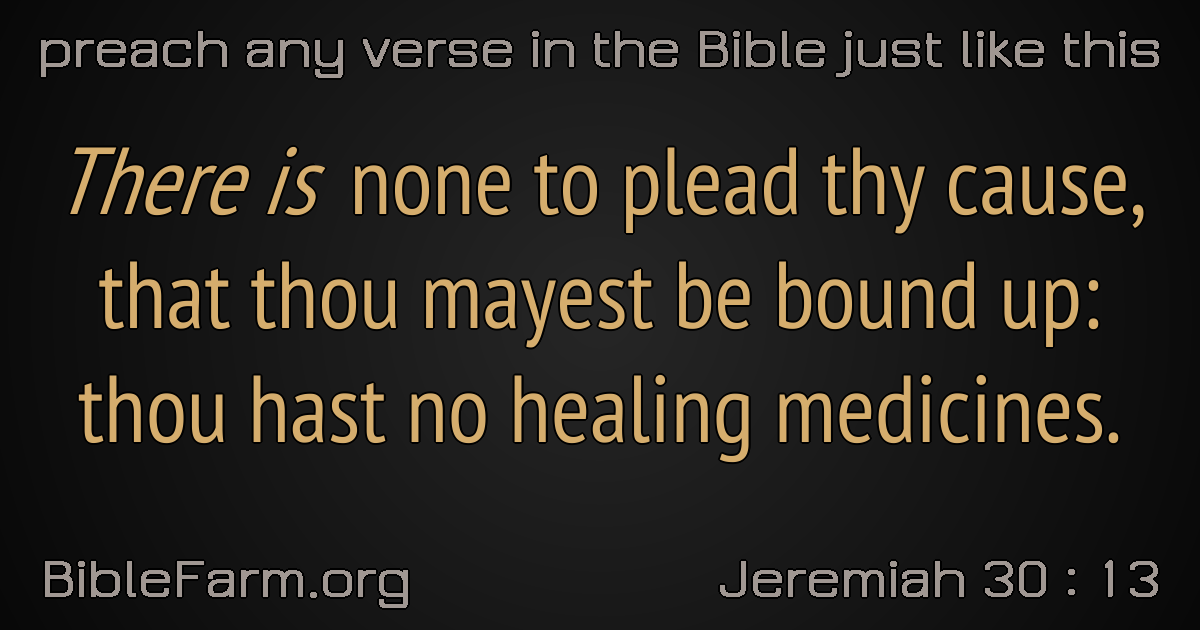 preach any verse in the Bible just like this
There is none to plead thy cause,
that thou mayest be bound up:
thou hast no healing medicines.
BibleFarm.org
Jeremiah 30 : 13